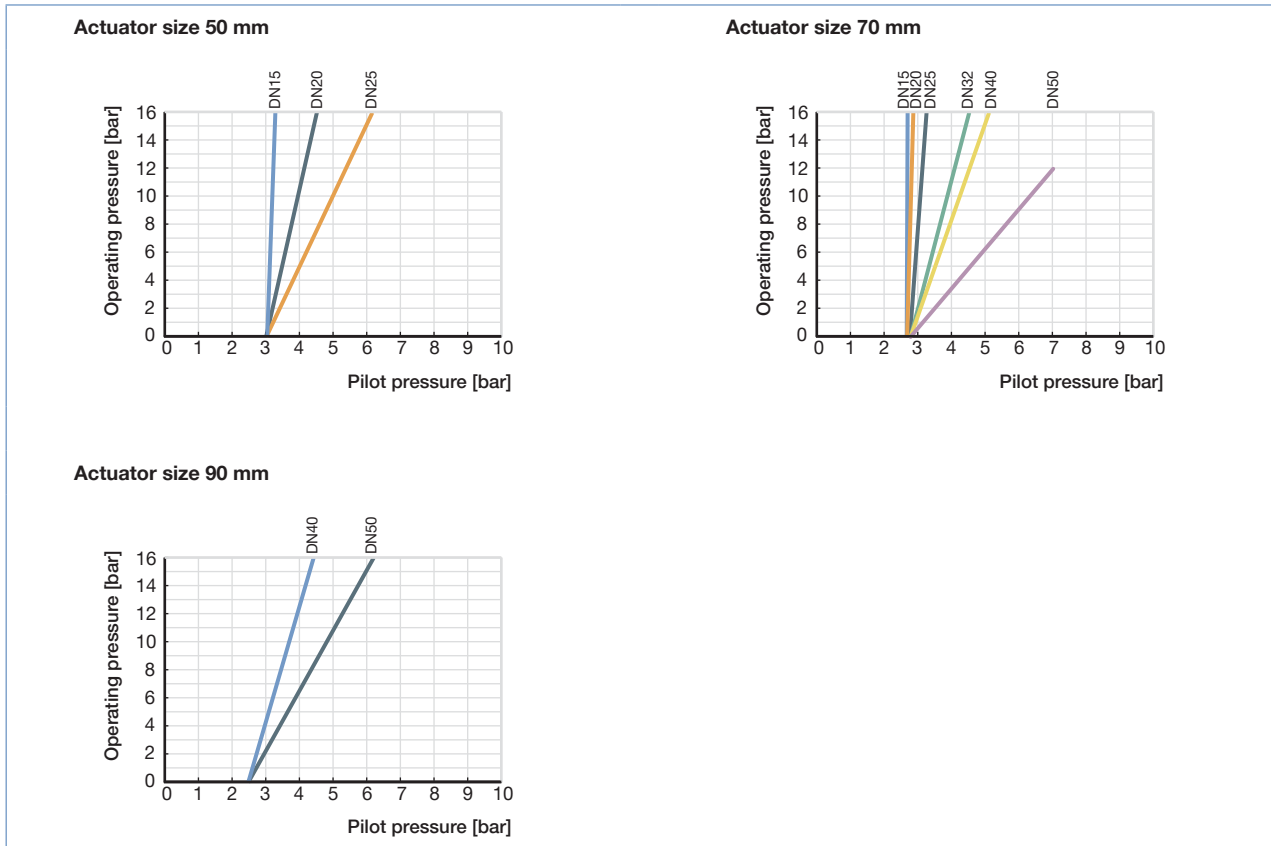 Actuator size 50 mm
DN15 DN20 DN25
Operating pressure [bar]
16
14
12
10
8
6
4
2
0
0 1 2 3 4 5 6 7 8 9 10
Pilot pressure [bar]
Actuator size 70 mm
DN15 DN20 DN25 DN32 DN40 DN50
Operating pressure [bar]
16
14
12
10
8
6
4
2
0
0 1 2 3 4 5 6 7 8 9 10
Pilot pressure [bar]
Actuator size 90 mm
DN40 DN50
Operating pressure [bar]
16
14
12
10
8
6
4
2
0
0 1 2 3 4 5 6 7 8 9 10
Pilot pressure [bar]